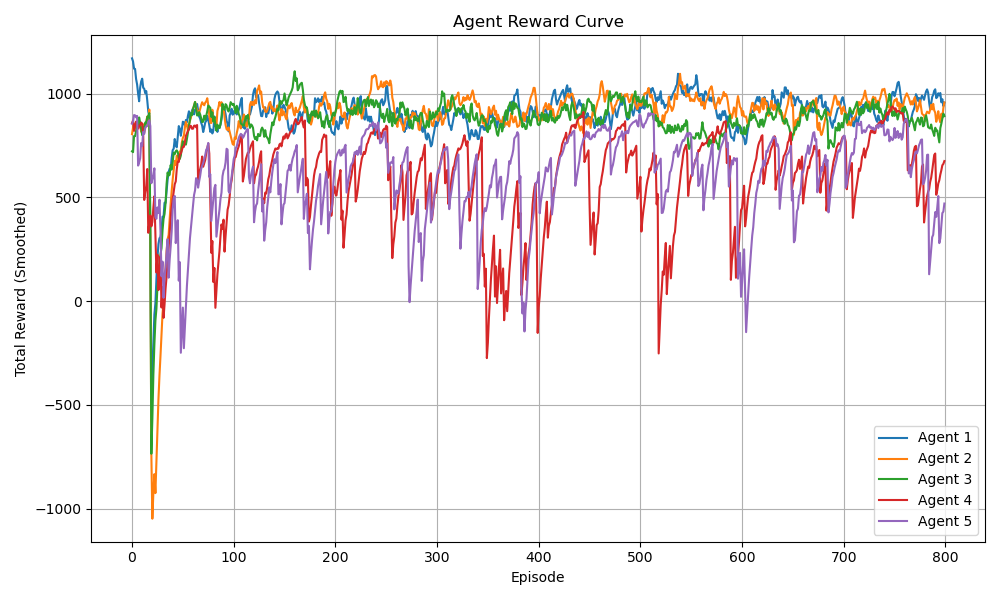 Agent Reward Curve
Total Reward (Smoothed)
1000
500
0
−500
−1000
0 100 200 300 400 500 600 700 800
Episode
Agent 1
Agent 2
Agent 3
Agent 4
Agent 5